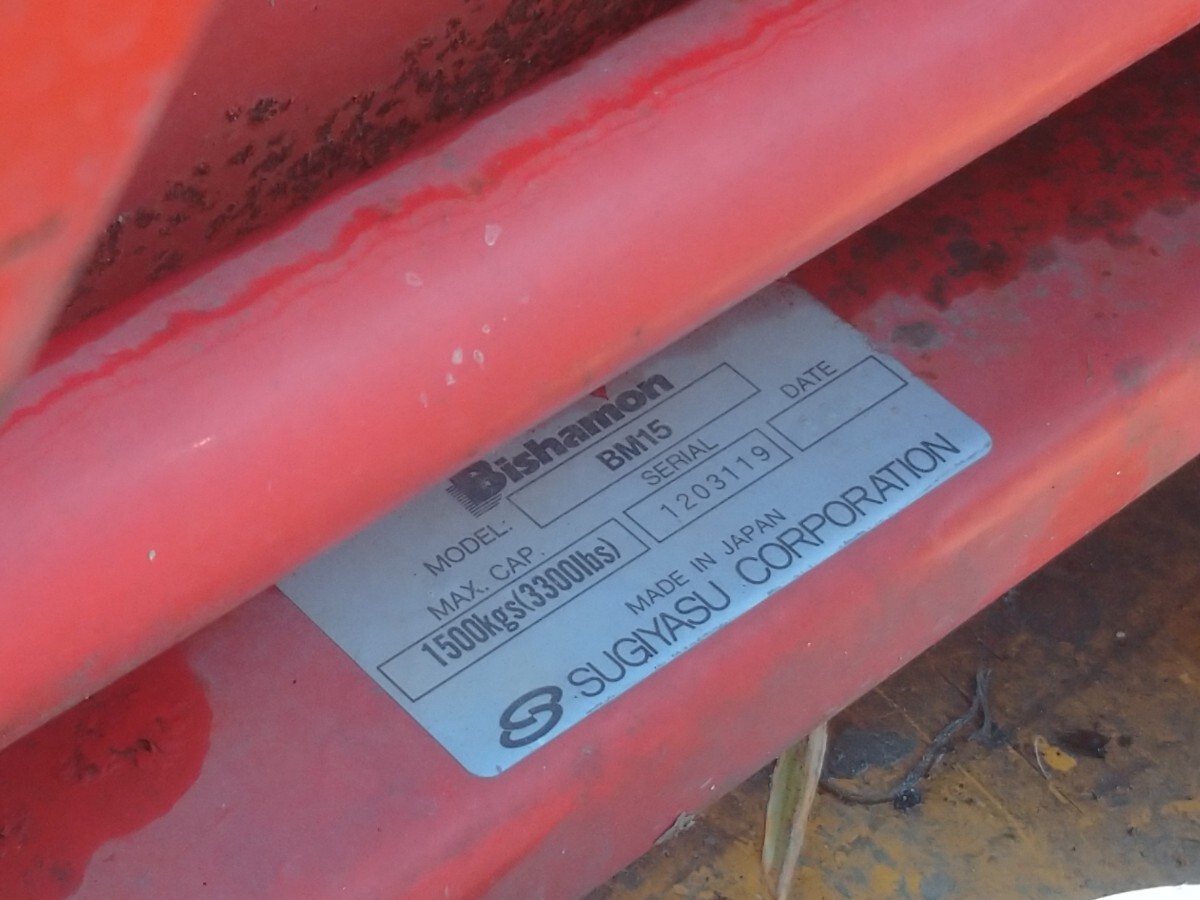 Bishamon
MODEL: BM15
MAX. CAP. SERIAL DATE
1500kgs(3300lbs) 1203119
MADE IN JAPAN
SUGIYASU CORPORATION